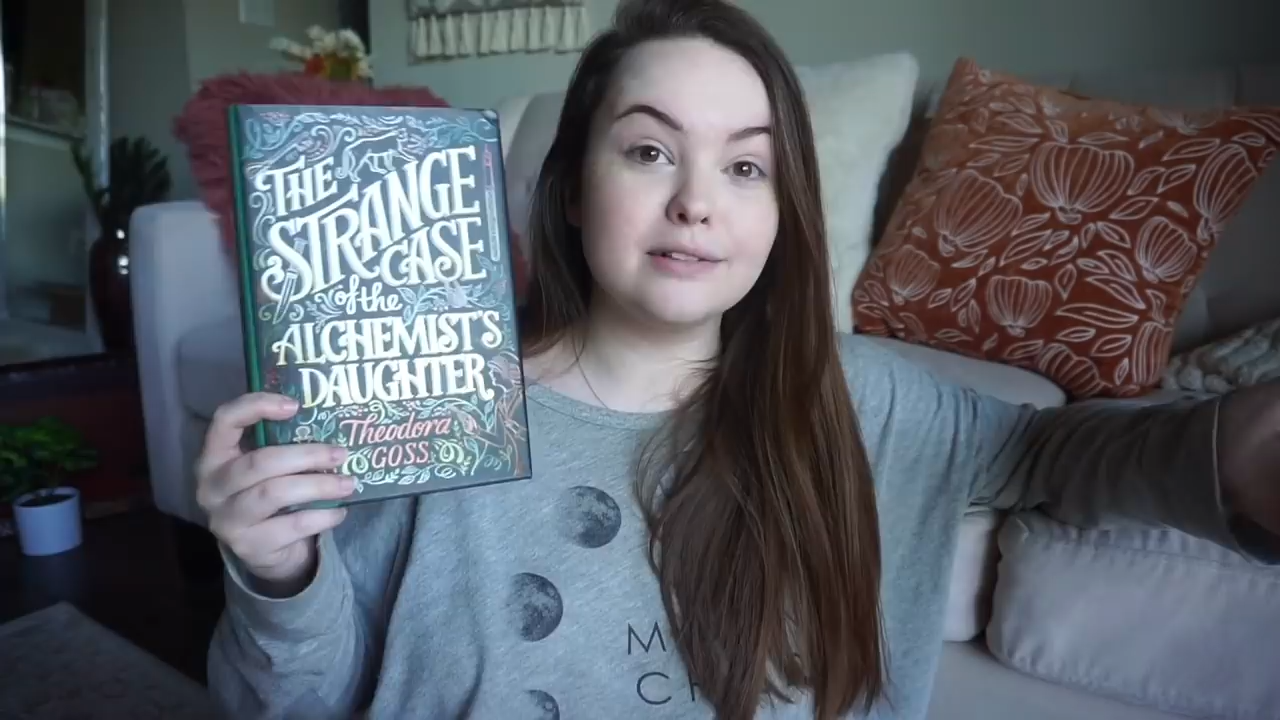 THE
STRANGE
CASE
of the
ALCHEMIST'S
DAUGHTER
Theodora
GOSS
M
C